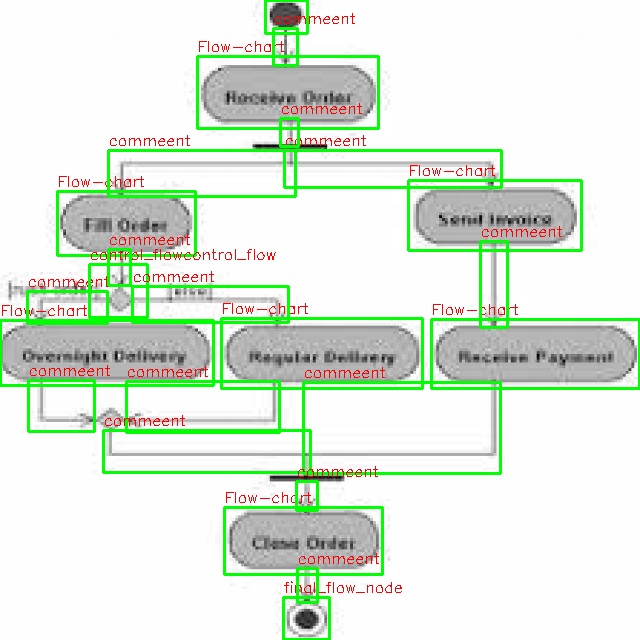 commeent
Flow-chart
Receive Order
commeent
commeent
commeent
Flow-chart
Flow-chart
Fill Order
Send Invoice
commeent
commeent
control_flowcontrol_flow
commeent
commeent
[else]
Flow-chart
Flow-chart
Flow-chart
Overnight Delivery
Regular Delivery
Receive Payment
commeent
commeent
commeent
commeent
commeent
Flow-chart
Close Order
commeent
final_flow_node